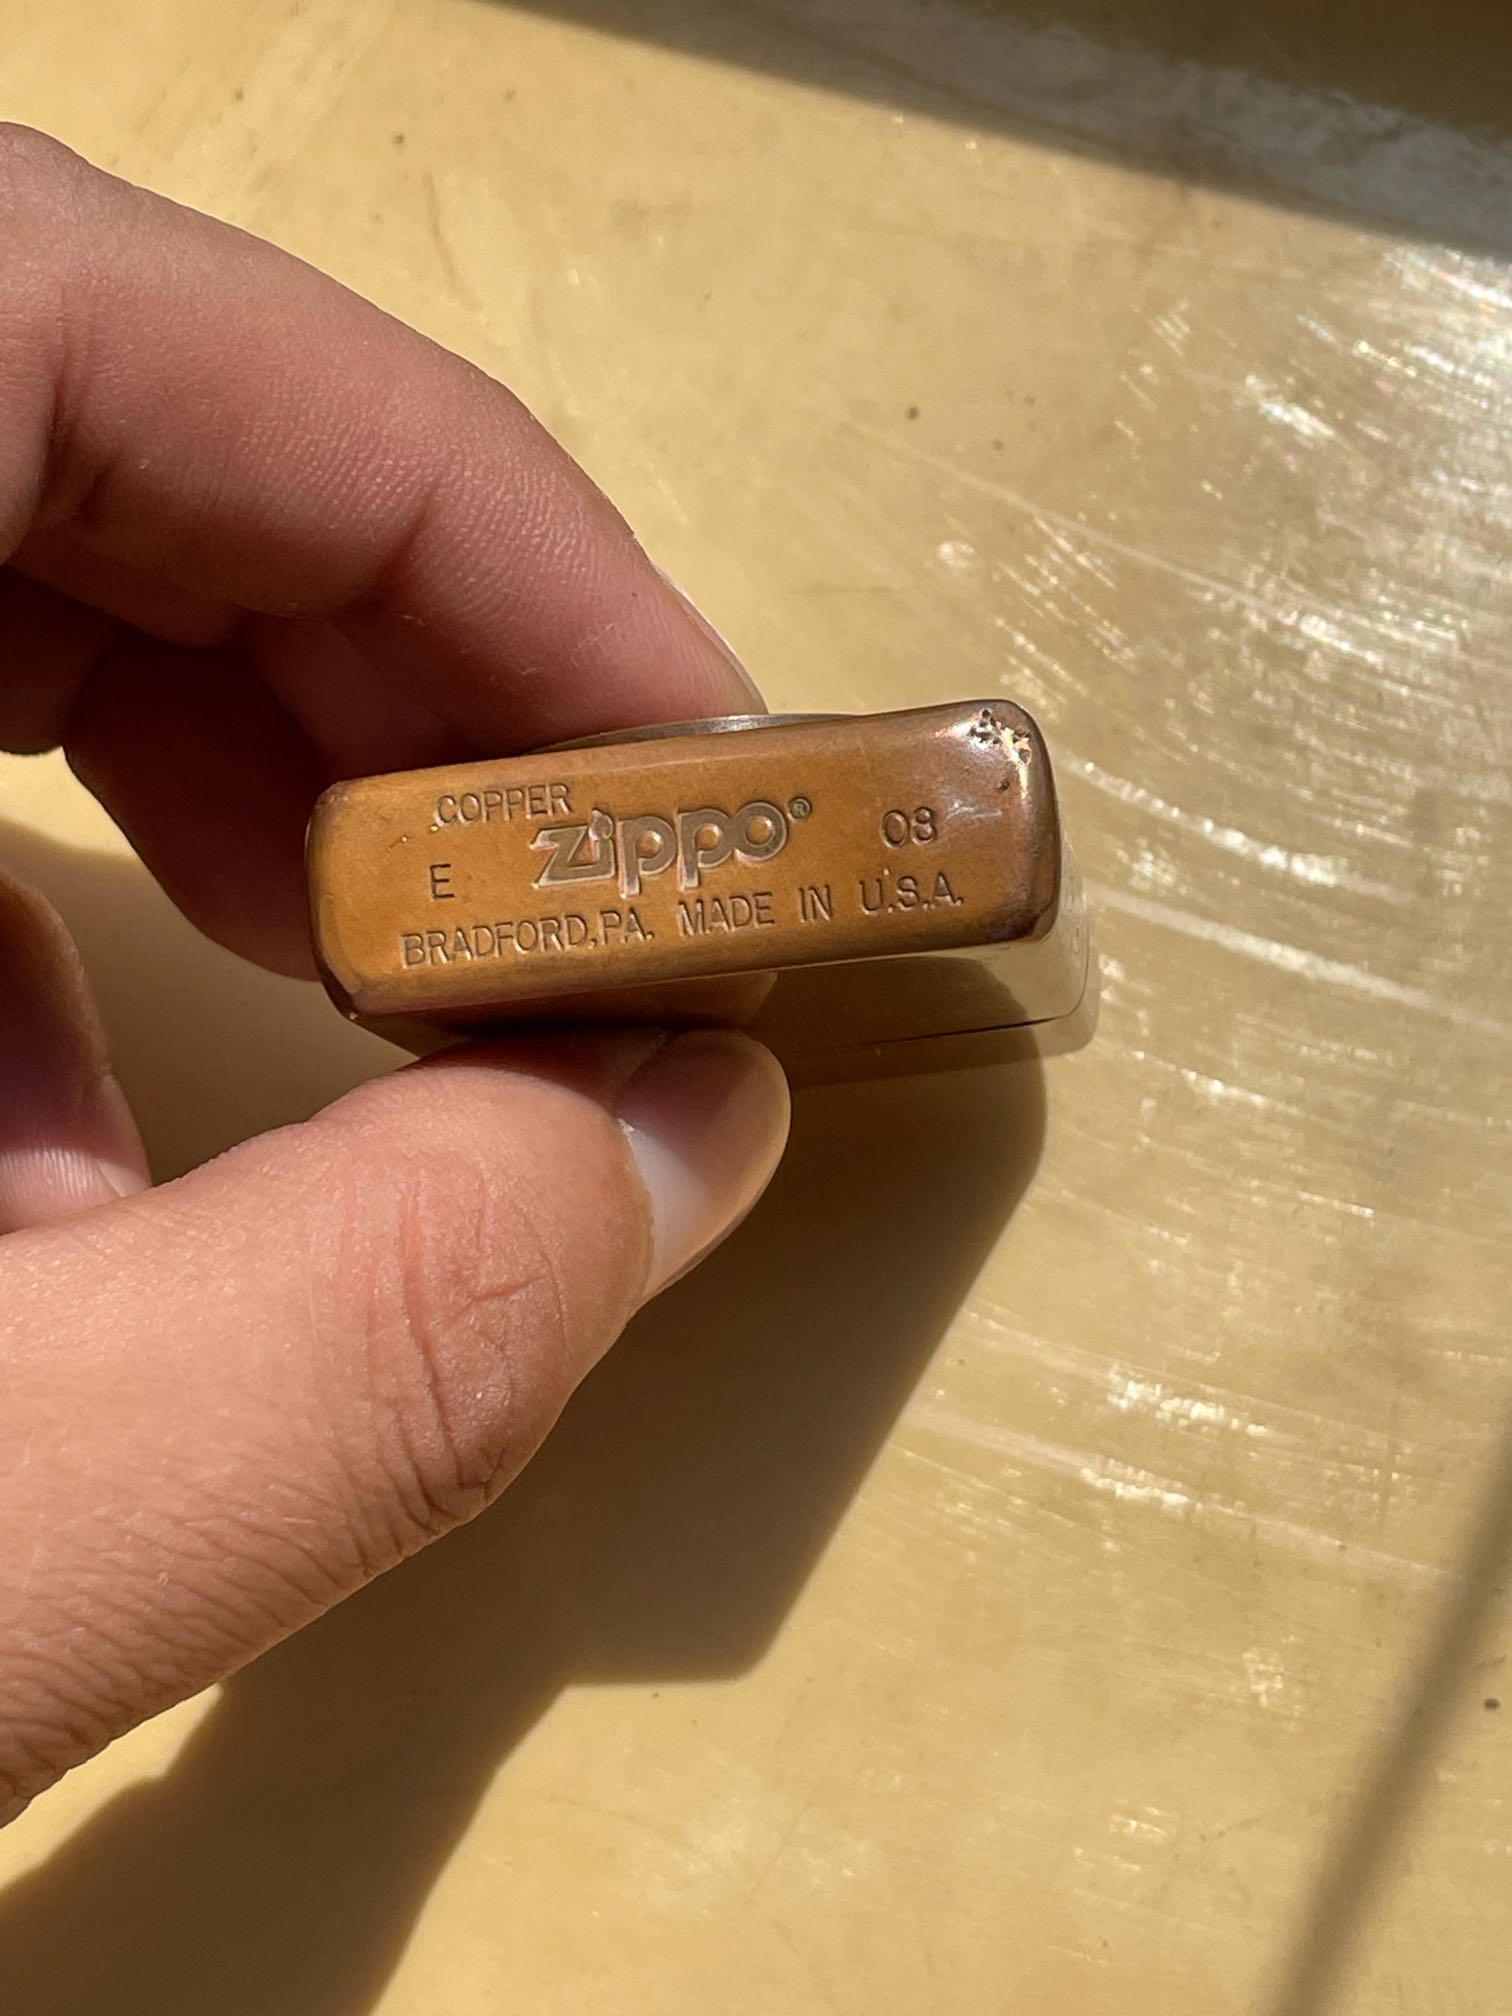 COPPER
zippo®
E
08
BRADFORD,PA. MADE IN U.S.A.